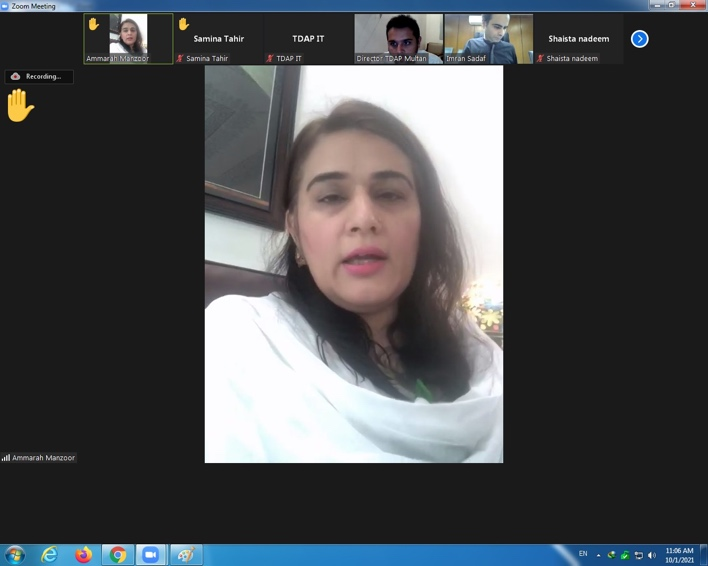 Zoom Meeting
Ammarah Manzoor
Samina Tahir
Samina Tahir
TDAP IT
TDAP IT
Director TDAP Multan
Imran Sadaf
Shaista nadeem
Shaista nadeem
Recording...
Ammarah Manzoor
EN
11:06 AM
10/1/2021